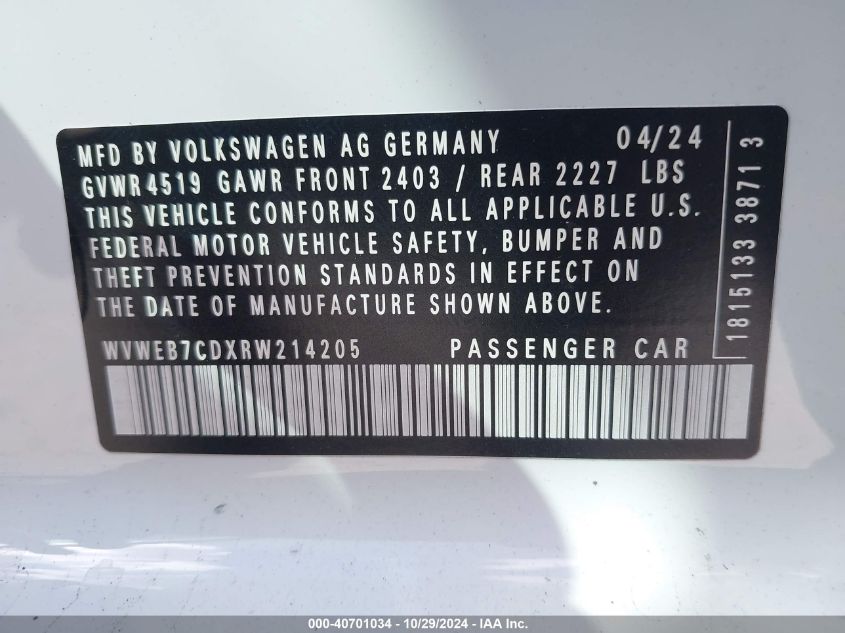 MFD BY VOLKSWAGEN AG GERMANY 04/24
GVWR 4519 GAWR FRONT 2403 / REAR 2227 LBS
THIS VEHICLE CONFORMS TO ALL APPLICABLE U.S.
FEDERAL MOTOR VEHICLE SAFETY, BUMPER AND
THEFT PREVENTION STANDARDS IN EFFECT ON
THE DATE OF MANUFACTURE SHOWN ABOVE.
WVWEB7CDXRW214205 PASSENGER CAR
1815133 3871 3
000-40701034 / 10/29/2024 - IAA Inc.